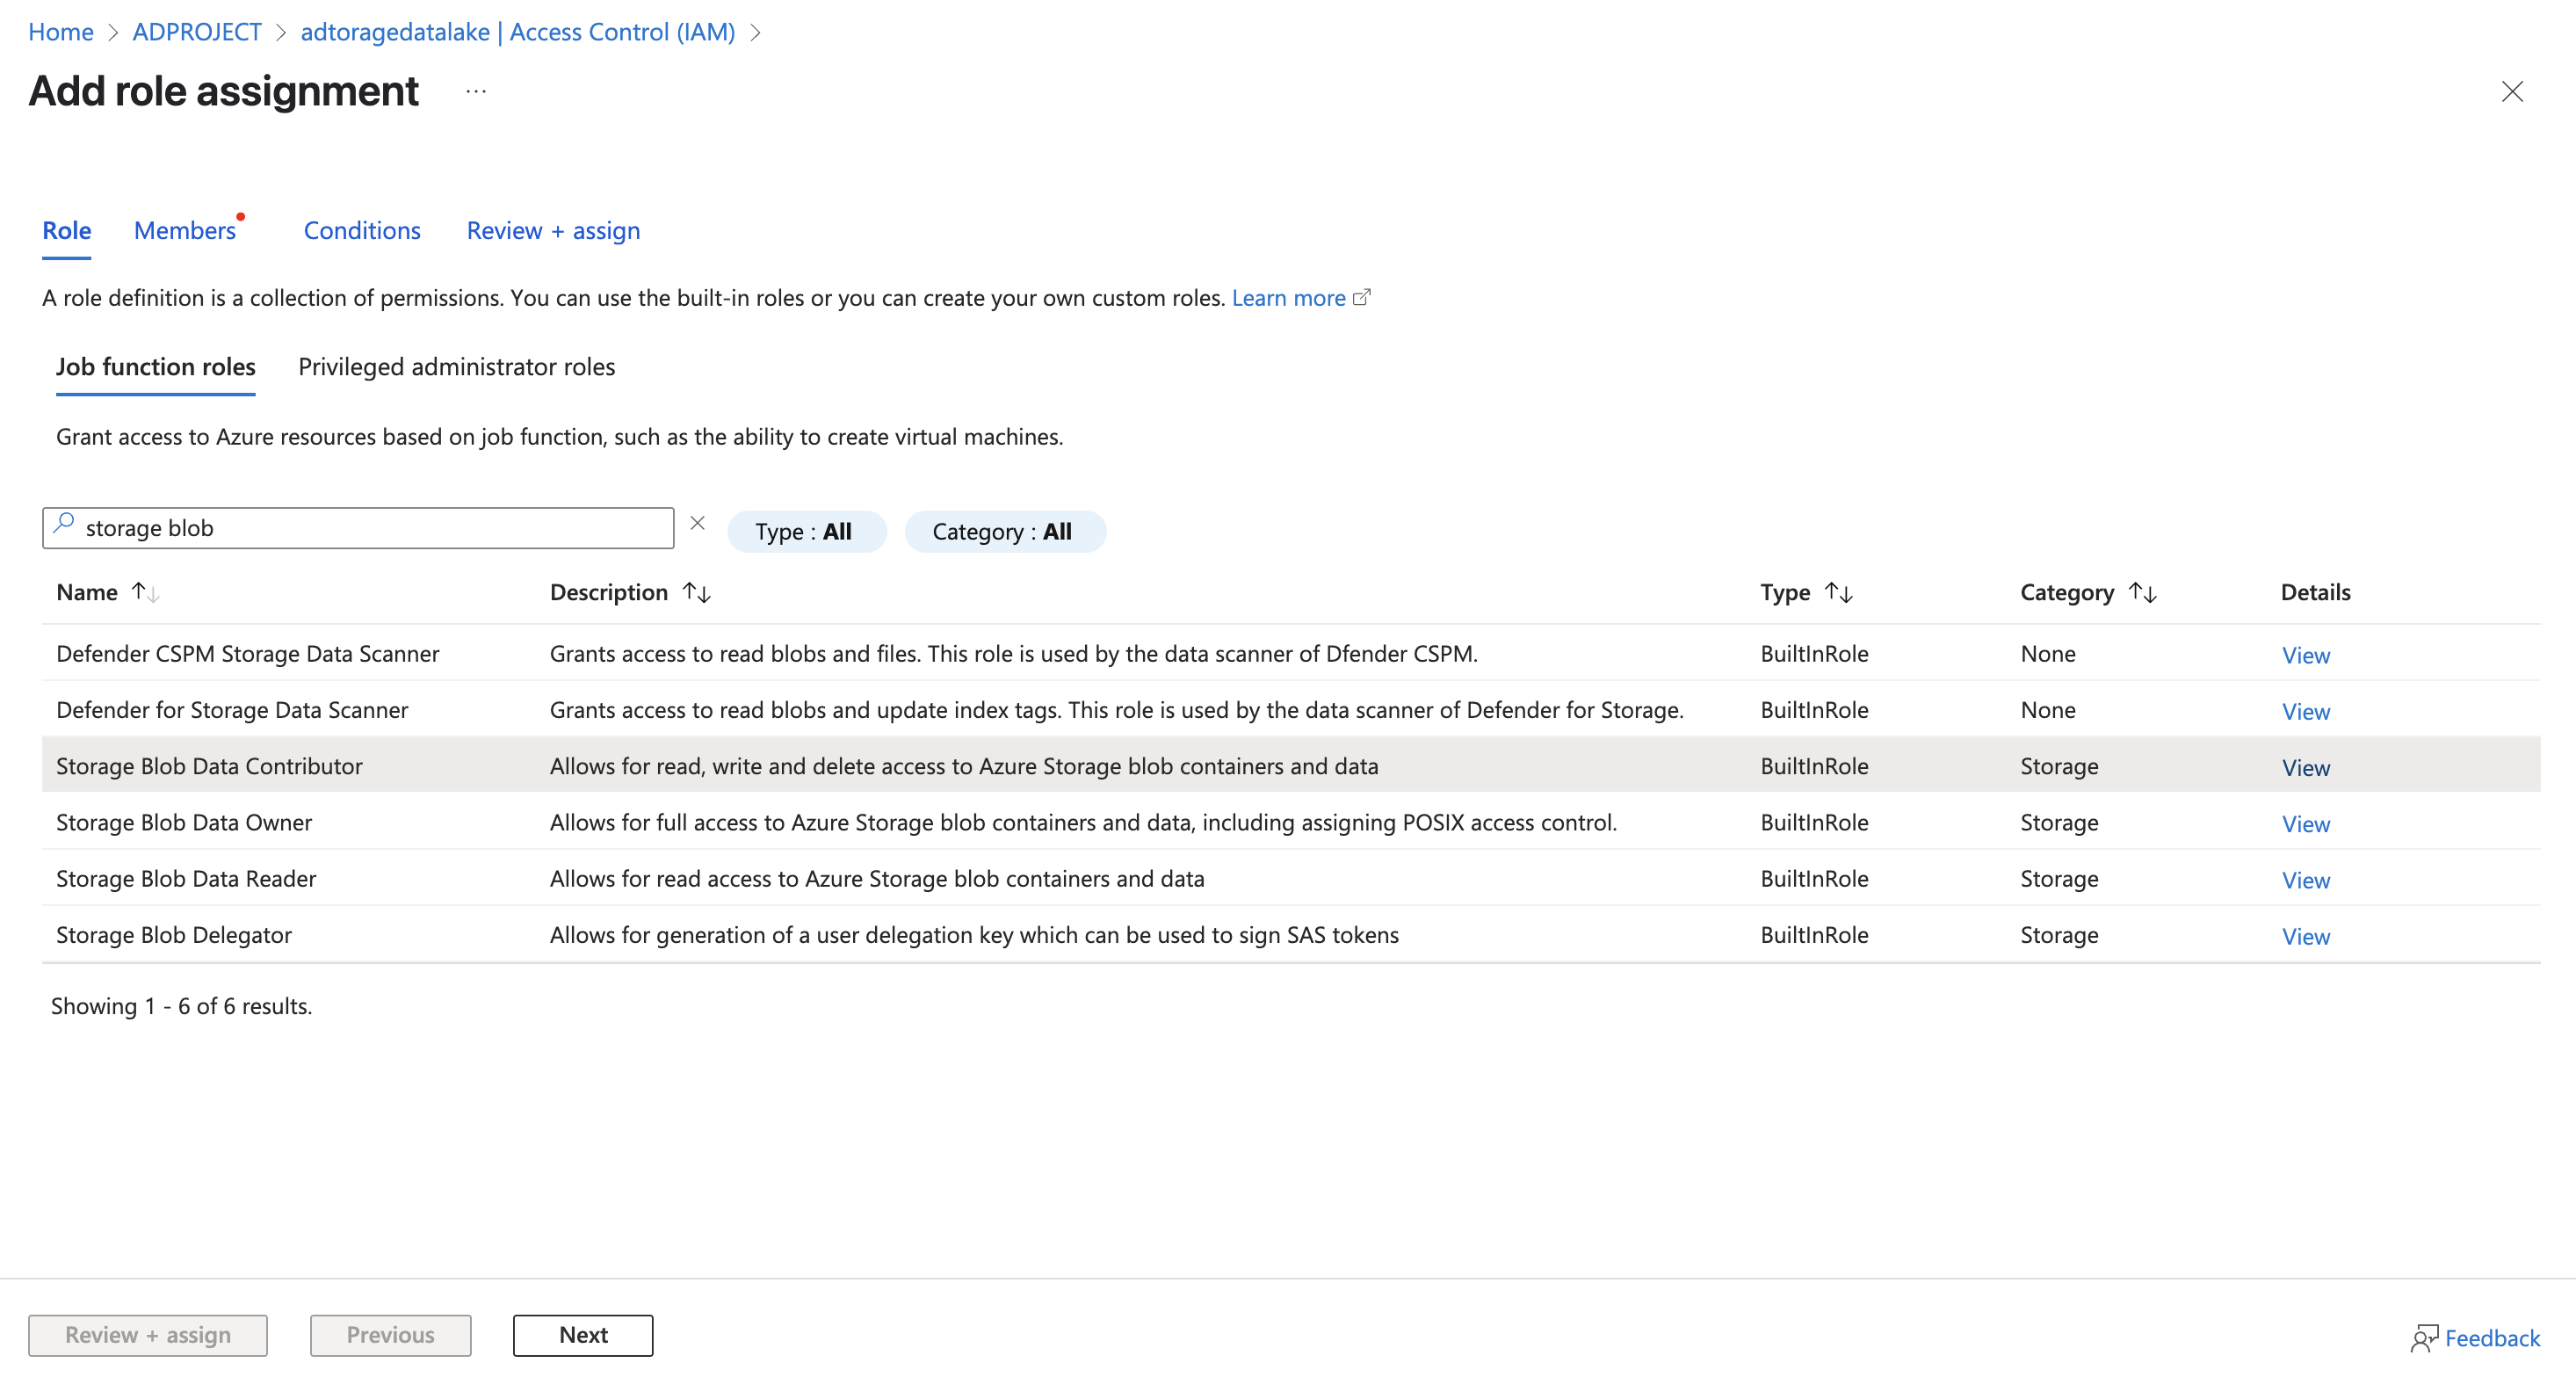 Home > ADPROJECT > adtoragedatalake | Access Control (IAM) >
Add role assignment ...
Role Members Conditions Review + assign
A role definition is a collection of permissions. You can use the built-in roles or you can create your own custom roles. Learn more
Job function roles Privileged administrator roles
Grant access to Azure resources based on job function, such as the ability to create virtual machines.
storage blob Type : All Category : All
Name Description Type Category Details
Defender CSPM Storage Data Scanner Grants access to read blobs and files. This role is used by the data scanner of Dfender CSPM. BuiltInRole None View
Defender for Storage Data Scanner Grants access to read blobs and update index tags. This role is used by the data scanner of Defender for Storage. BuiltInRole None View
Storage Blob Data Contributor Allows for read, write and delete access to Azure Storage blob containers and data BuiltInRole Storage View
Storage Blob Data Owner Allows for full access to Azure Storage blob containers and data, including assigning POSIX access control. BuiltInRole Storage View
Storage Blob Data Reader Allows for read access to Azure Storage blob containers and data BuiltInRole Storage View
Storage Blob Delegator Allows for generation of a user delegation key which can be used to sign SAS tokens BuiltInRole Storage View
Showing 1 - 6 of 6 results.
Review + assign Previous Next Feedback